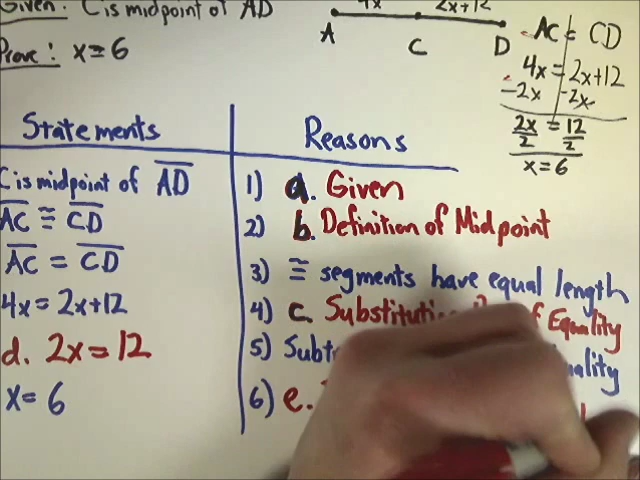 Given: C is midpoint of AD
Prove: x = 6
4x 2x+12
A C D
AC = CD
4x = 2x+12
-2x -2x
2x/2 = 12/2
x = 6
Statements Reasons
C is midpoint of AD 1) a. Given
AC ≅ CD 2) b. Definition of Midpoint
AC = CD 3) ≅ segments have equal length
4x = 2x+12 4) c. Substitution of Equality
d. 2x = 12 5)
x = 6 6) e.